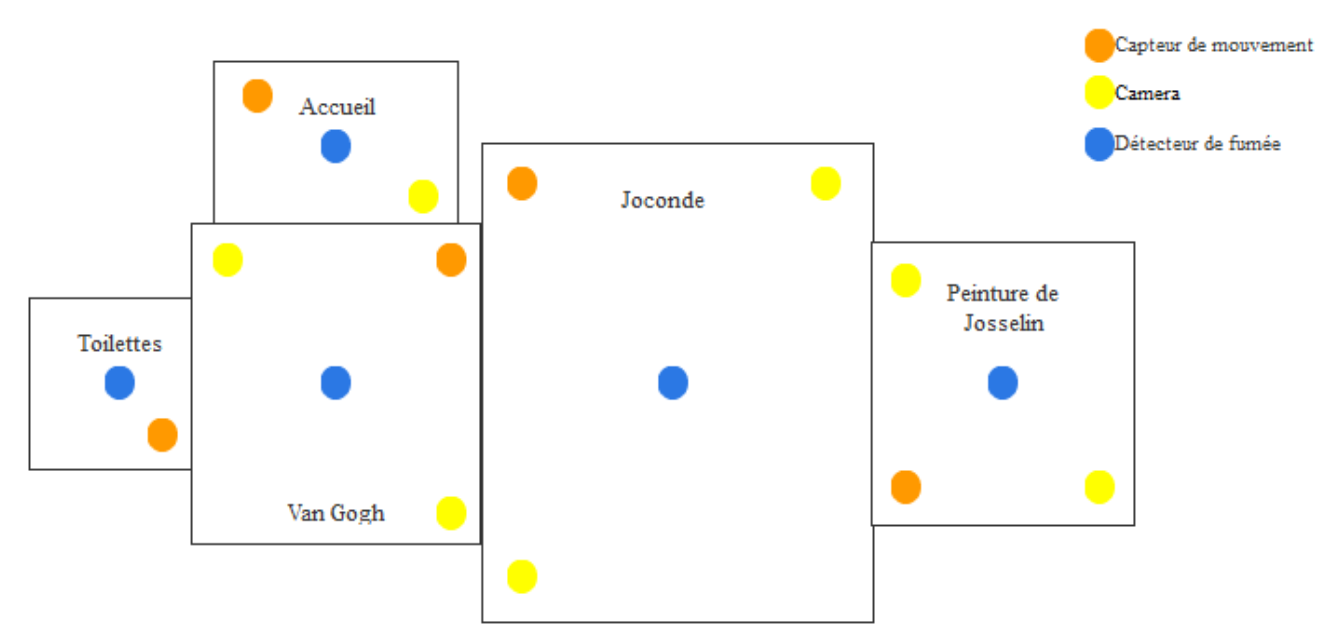 Capteur de mouvement
Camera
Détecteur de fumée
Accueil
Joconde
Peinture de
Josselin
Toilettes
Van Gogh